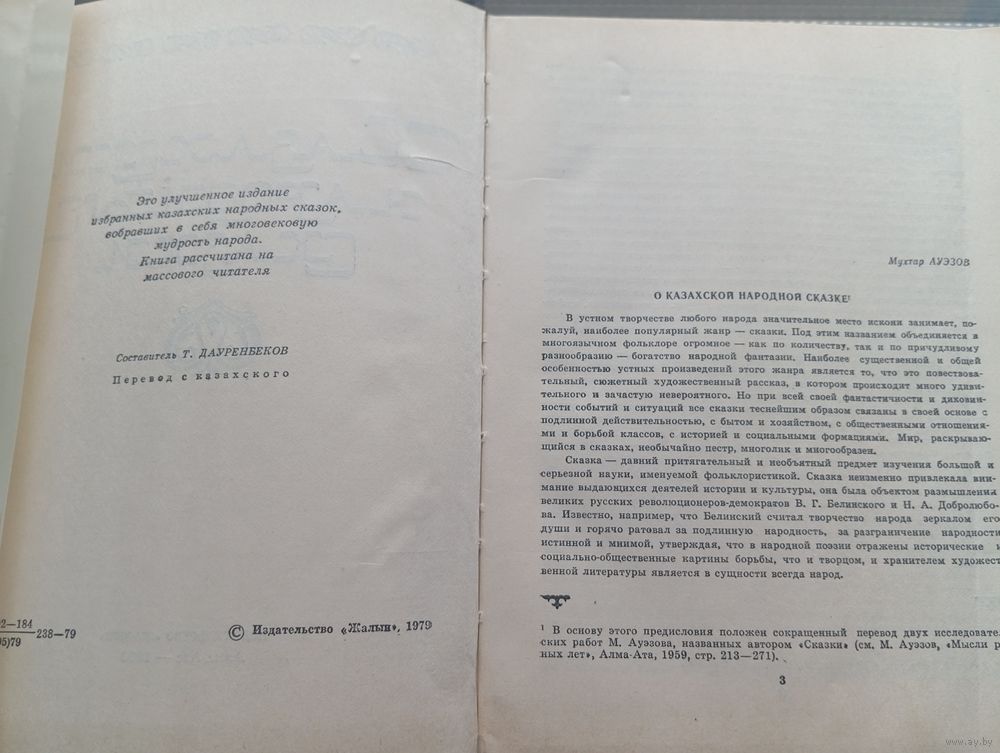 Это улучшенное издание
избранных казахских народных сказок,
вобравших в себя многовековую
мудрость народа.
Книга рассчитана на
массового читателя
Составитель Т. ДАУРЕНБЕКОВ
Перевод с казахского
2—184
5)79
238—79
© Издательство «Жалын», 1979
Мухтар АУЭЗОВ
О КАЗАХСКОЙ НАРОДНОЙ СКАЗКЕ¹
В устном творчестве любого народа значительное место искони занимает, по-
жалуй, наиболее популярный жанр — сказки. Под этим названием объединяется в
многоязычном фольклоре огромное — как по количеству, так и по причудливому
разнообразию — богатство народной фантазии. Наиболее существенной и общей
особенностью устных произведений этого жанра является то, что это повествова-
тельный, сюжетный художественный рассказ, в котором происходит много удиви-
тельного и зачастую невероятного. Но при всей своей фантастичности и диковин-
ности событий и ситуаций все сказки теснейшим образом связаны в своей основе с
подлинной действительностью, с бытом и хозяйством, с общественными отношения-
ми и борьбой классов, с историей и социальными формациями. Мир, раскрываю-
щийся в сказках, необычайно пестр, многолик и многообразен.
Сказка — давний притягательный и необъятный предмет изучения большой и
серьезной науки, именуемой фольклористикой. Сказка неизменно привлекала вни-
мание выдающихся деятелей истории и культуры, она была объектом размышления
великих русских революционеров-демократов В. Г. Белинского и Н. А. Добролюбо-
ва. Известно, например, что Белинский считал творчество народа зеркалом его
души и горячо ратовал за подлинную народность, за разграничение народности
истинной и мнимой, утверждая, что в народной поэзии отражены исторические и
социально-общественные картины борьбы, что и творцом, и хранителем художест-
венной литературы является в сущности всегда народ.
¹ В основу этого предисловия положен сокращенный перевод двух исследовате
ских работ М. Ауэзова, названных автором «Сказки» (см. М. Ауэзов, «Мысли р
ных лет», Алма-Ата, 1959, стр. 213—271).
3
www.ay.by